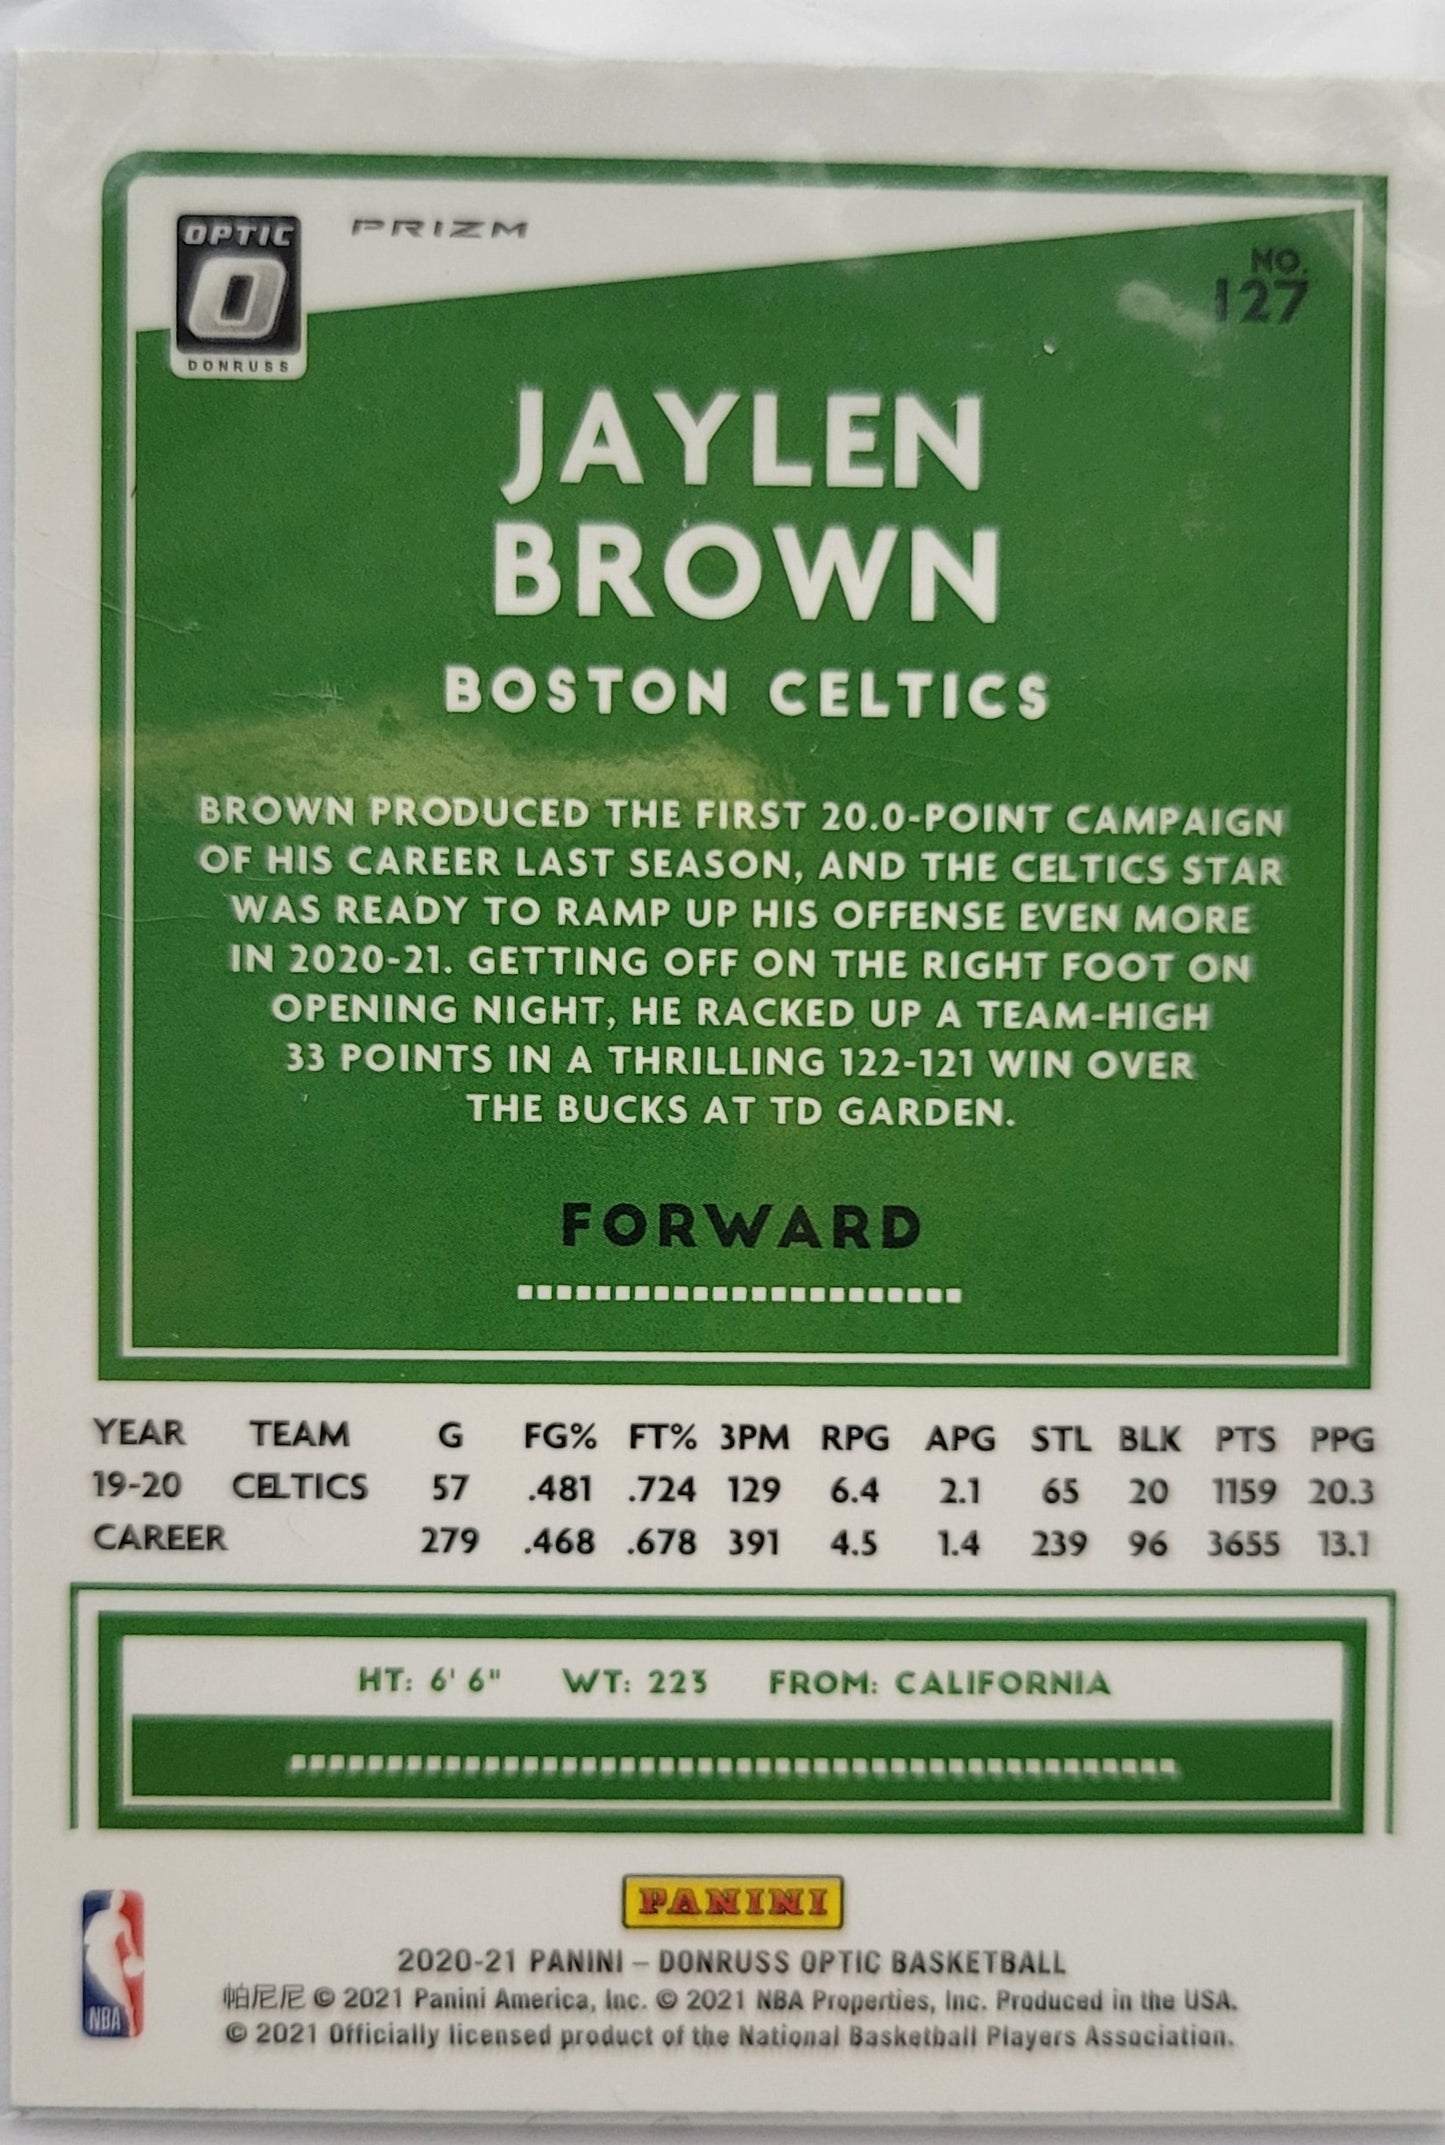 OPTIC
O
DONRUSS
PRIZM
NO.
127
JAYLEN
BROWN
BOSTON CELTICS
BROWN PRODUCED THE FIRST 20.0-POINT CAMPAIGN
OF HIS CAREER LAST SEASON, AND THE CELTICS STAR
WAS READY TO RAMP UP HIS OFFENSE EVEN MORE
IN 2020-21. GETTING OFF ON THE RIGHT FOOT ON
OPENING NIGHT, HE RACKED UP A TEAM-HIGH
33 POINTS IN A THRILLING 122-121 WIN OVER
THE BUCKS AT TD GARDEN.
FORWARD
YEAR TEAM G FG% FT% 3PM RPG APG STL BLK PTS PPG
19-20 CELTICS 57 .481 .724 129 6.4 2.1 65 20 1159 20.3
CAREER 279 .468 .678 391 4.5 1.4 239 96 3655 13.1
HT: 6' 6" WT: 223 FROM: CALIFORNIA
PANINI
NBA
2020-21 PANINI – DONRUSS OPTIC BASKETBALL
帕尼尼 © 2021 Panini America, Inc. © 2021 NBA Properties, Inc. Produced in the USA.
© 2021 Officially licensed product of the National Basketball Players Association.